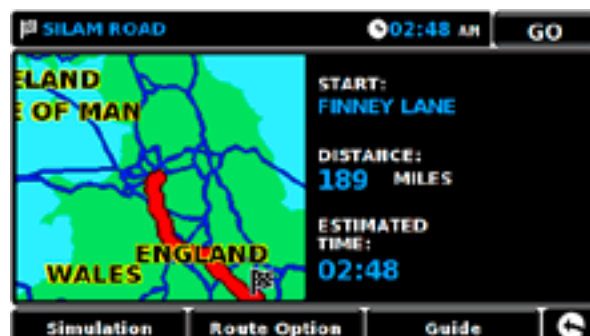 SILAM ROAD
02:48 AM
GO
ELAND
E OF MAN
ENGLAND
WALES
START:
FINNEY LANE
DISTANCE:
189 MILES
ESTIMATED
TIME:
02:48
Simulation
Route Option
Guide